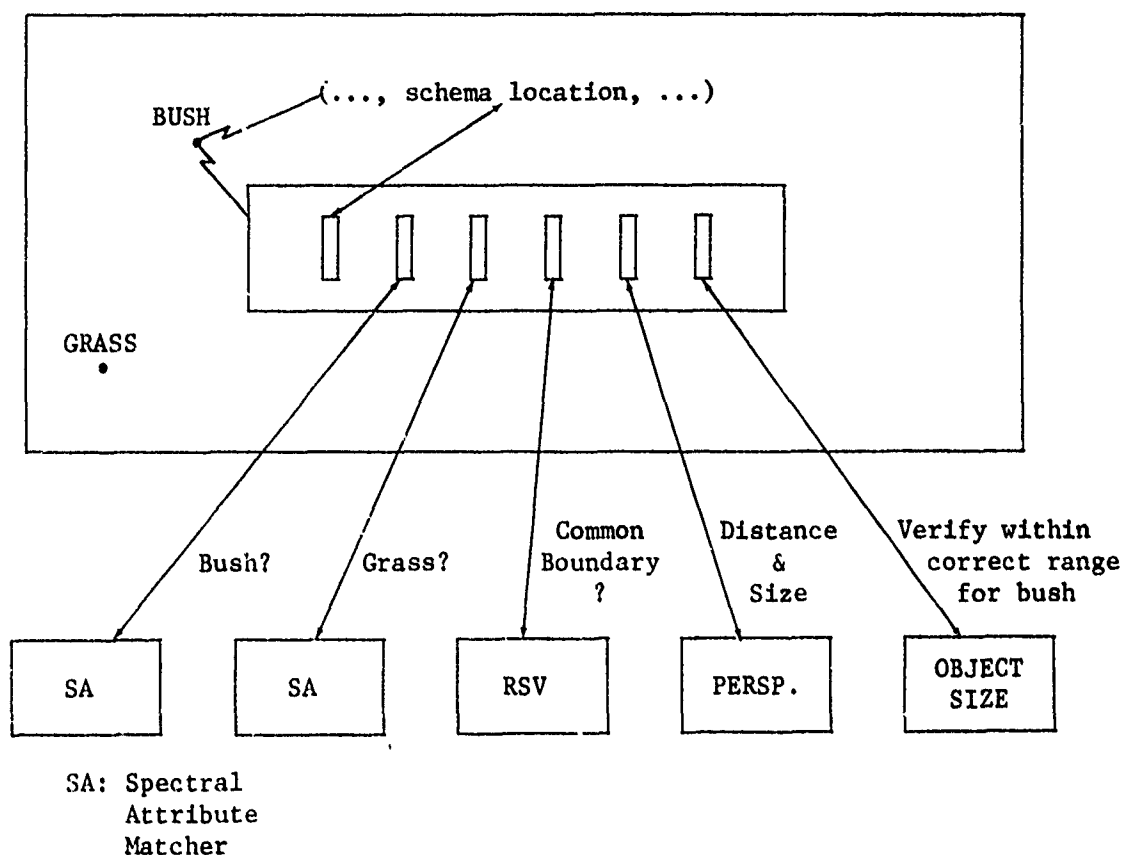 (..., schema location, ...)
BUSH
GRASS
Bush?
Grass?
Common
Boundary
?
Distance
&
Size
Verify within
correct range
for bush
SA
SA
RSV
PERSP.
OBJECT
SIZE
SA: Spectral
Attribute
Matcher